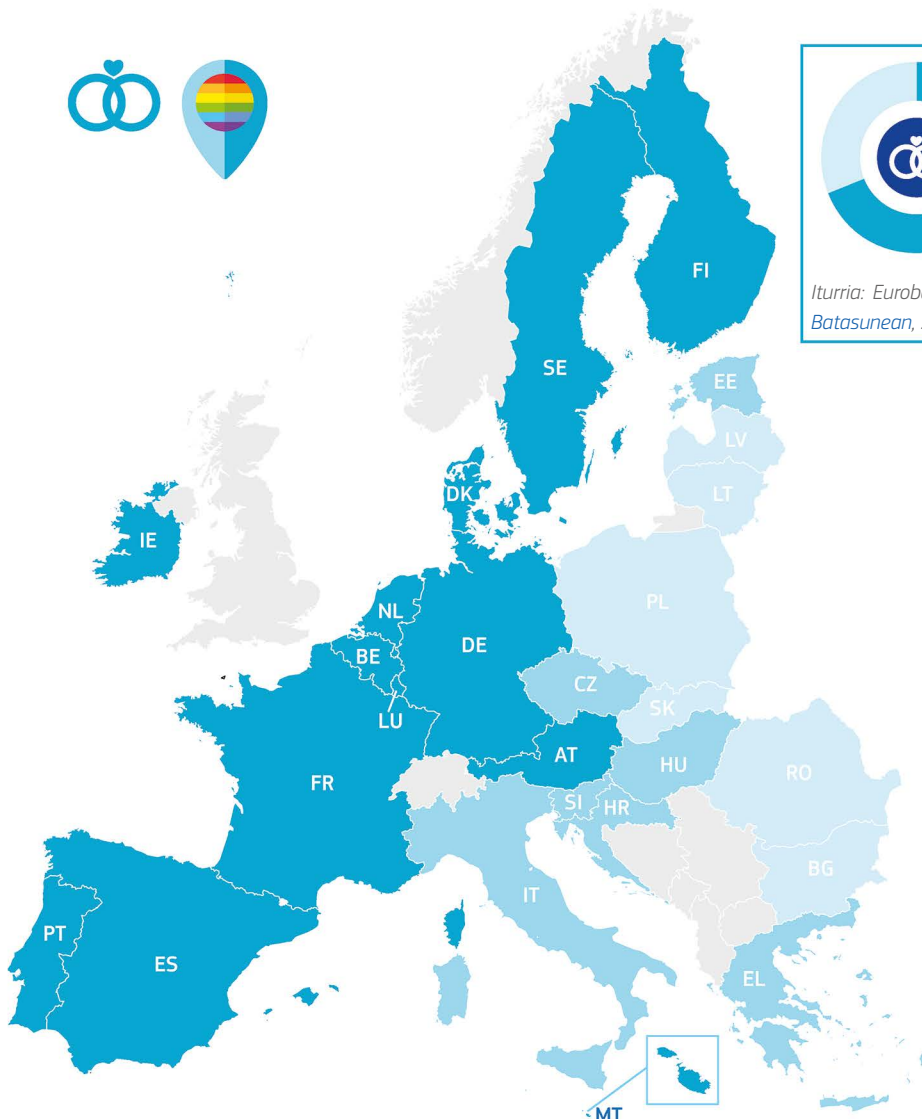 FI
Iturria:
Batasunean,
SE
EE
LV
LT
DK
IE
NL
PL
DE
BE
CZ
LU
SK
AT
HU
FR
RO
SI
HR
BG
IT
PT
ES
EL
MT